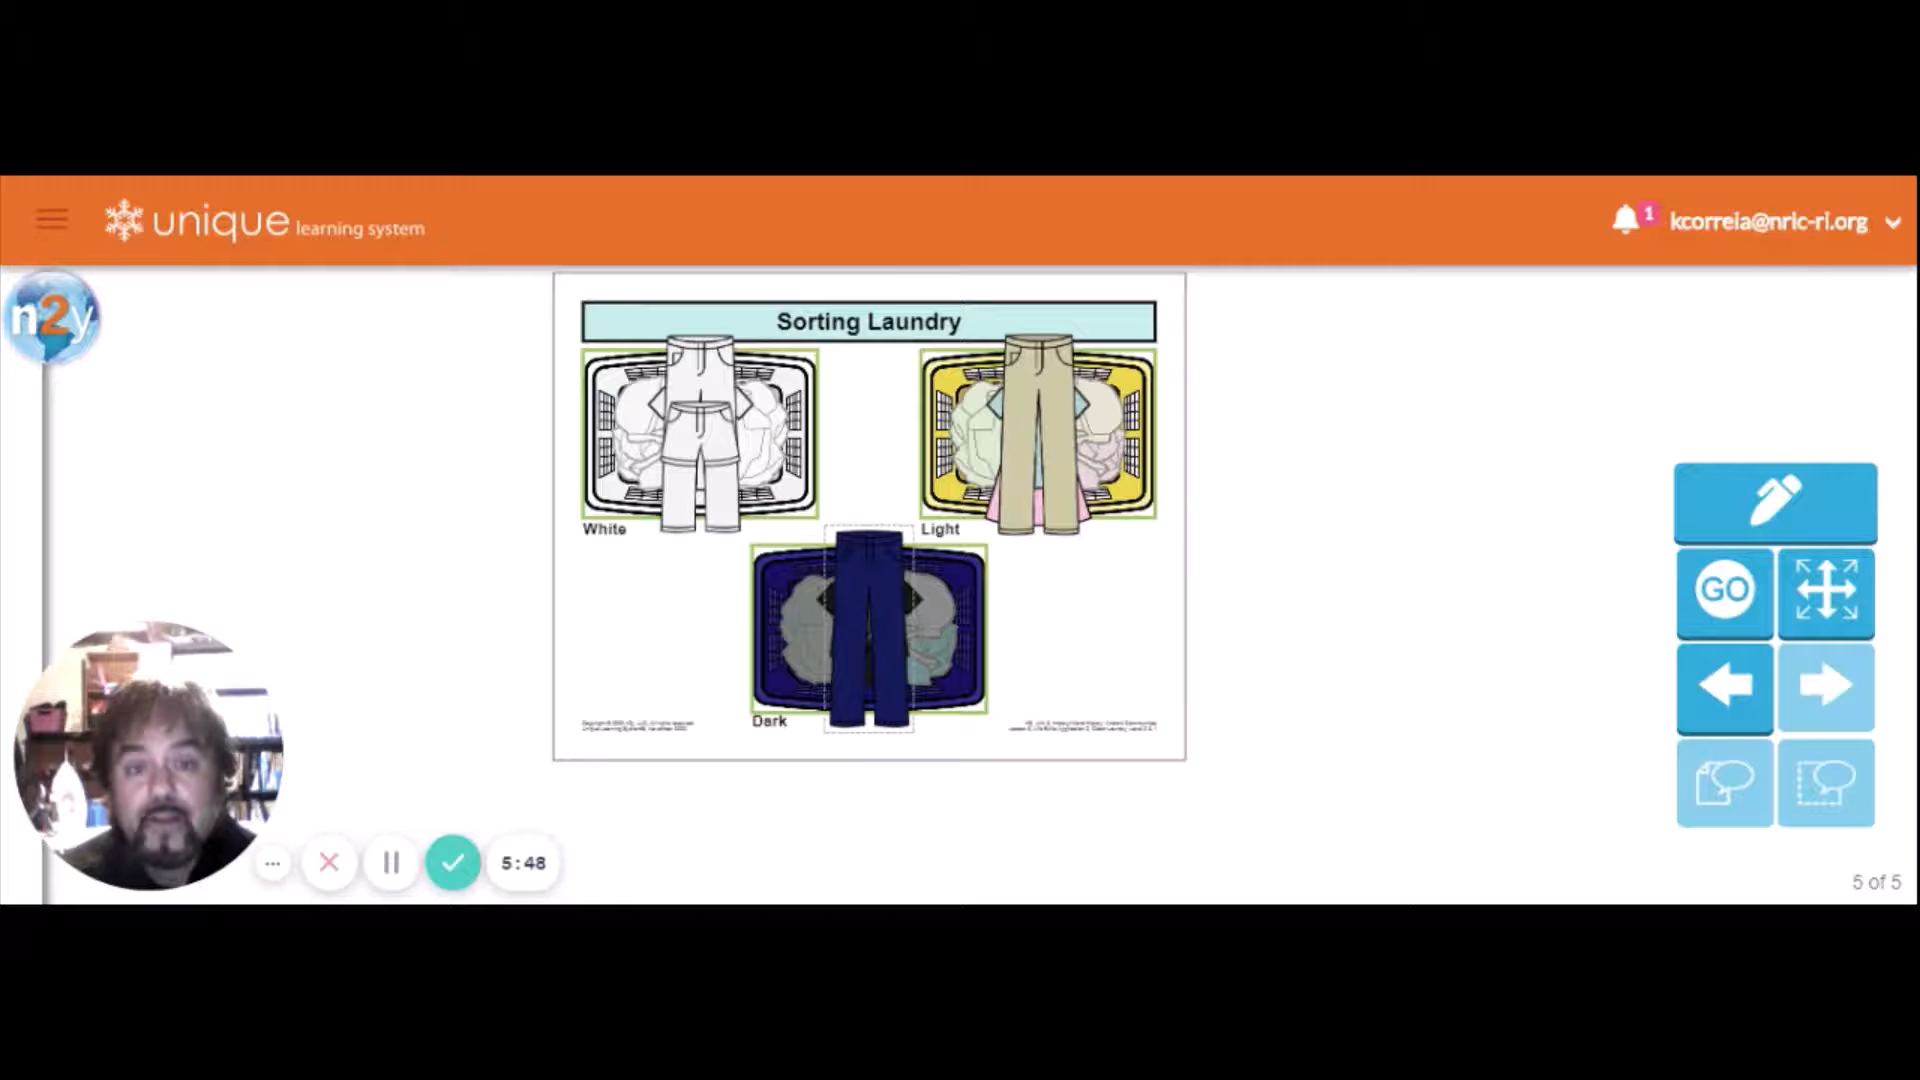 unique learning system
1
kcorreia@nric-ri.org
n2y
Sorting Laundry
White
Light
Dark
GO
5:48
5 of 5